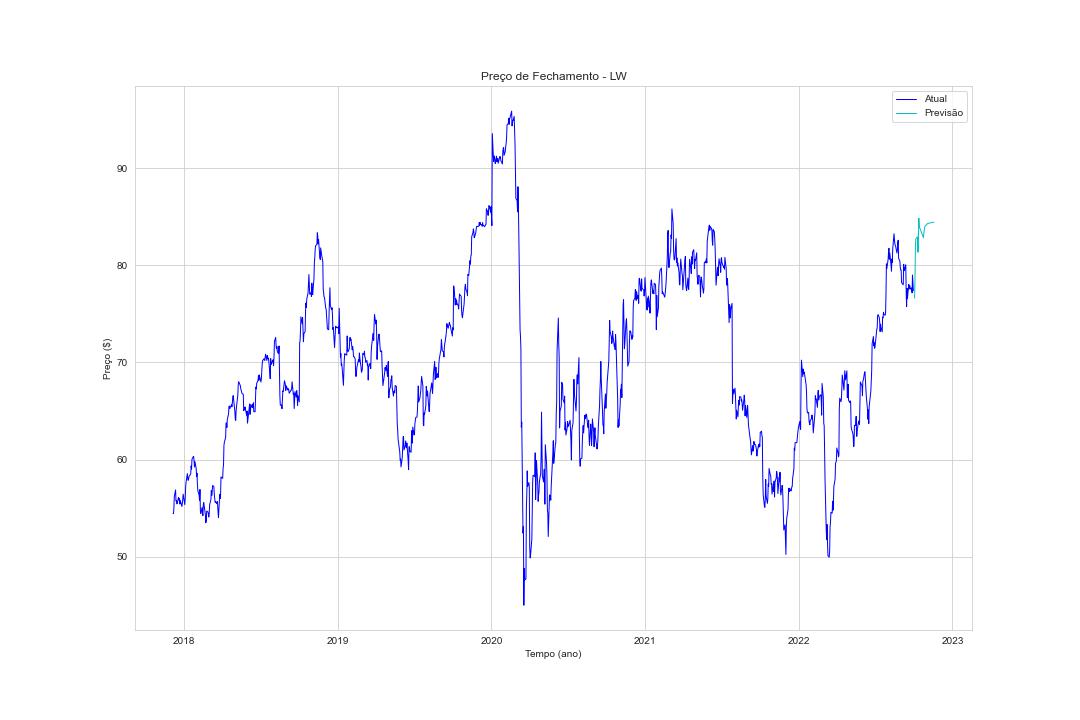 Preço de Fechamento - LW
Atual
Previsão
90
80
70
60
50
Preço ($)
2018
2019
2020
2021
2022
2023
Tempo (ano)